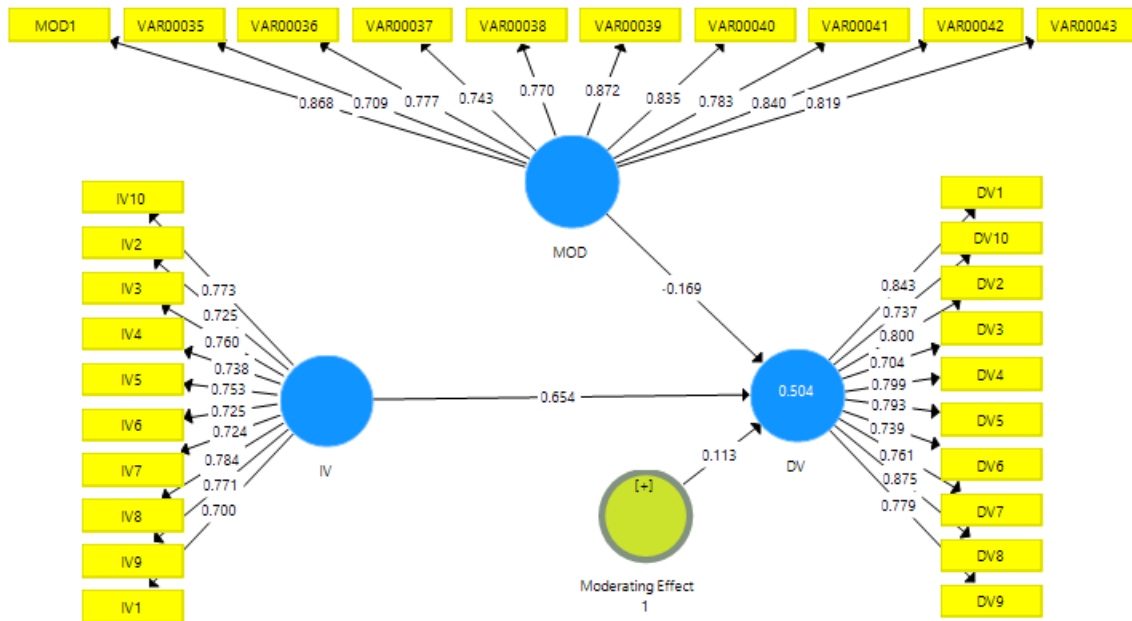 MOD1 VAR00035 VAR00036 VAR00037 VAR00038 VAR00039 VAR00040 VAR00041 VAR00042 VAR00043
0.868 0.709 0.777 0.743 0.770 0.872 0.835 0.783 0.840 0.819
MOD
-0.169
IV10
IV2
IV3
IV4
IV5
IV6
IV7
IV8
IV9
IV1
0.773
0.725
0.760
0.738
0.753
0.725
0.724
0.784
0.771
0.700
IV
0.654
[+]
Moderating Effect
1
0.113
0.504
DV
0.843
0.737
0.800
0.704
0.799
0.793
0.739
0.761
0.875
0.779
DV1
DV10
DV2
DV3
DV4
DV5
DV6
DV7
DV8
DV9